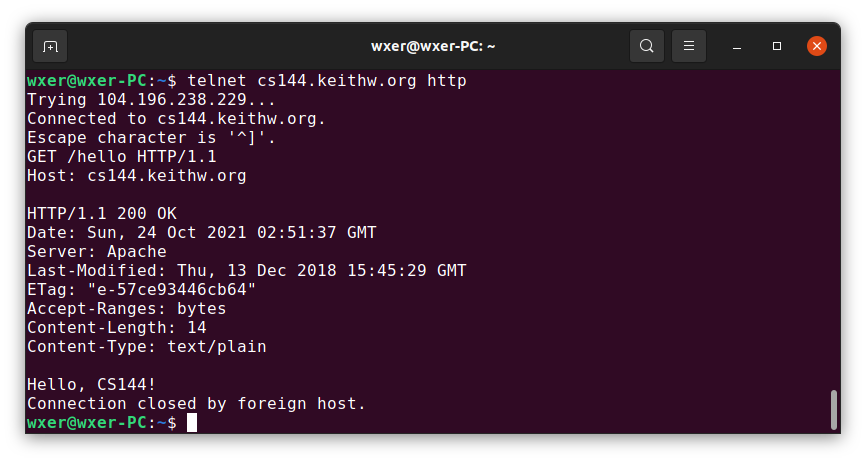 wxer@wxer-PC: ~
wxer@wxer-PC:~$ telnet cs144.keithw.org http
Trying 104.196.238.229...
Connected to cs144.keithw.org.
Escape character is '^]'.
GET /hello HTTP/1.1
Host: cs144.keithw.org

HTTP/1.1 200 OK
Date: Sun, 24 Oct 2021 02:51:37 GMT
Server: Apache
Last-Modified: Thu, 13 Dec 2018 15:45:29 GMT
ETag: "e-57ce93446cb64"
Accept-Ranges: bytes
Content-Length: 14
Content-Type: text/plain

Hello, CS144!
Connection closed by foreign host.
wxer@wxer-PC:~$